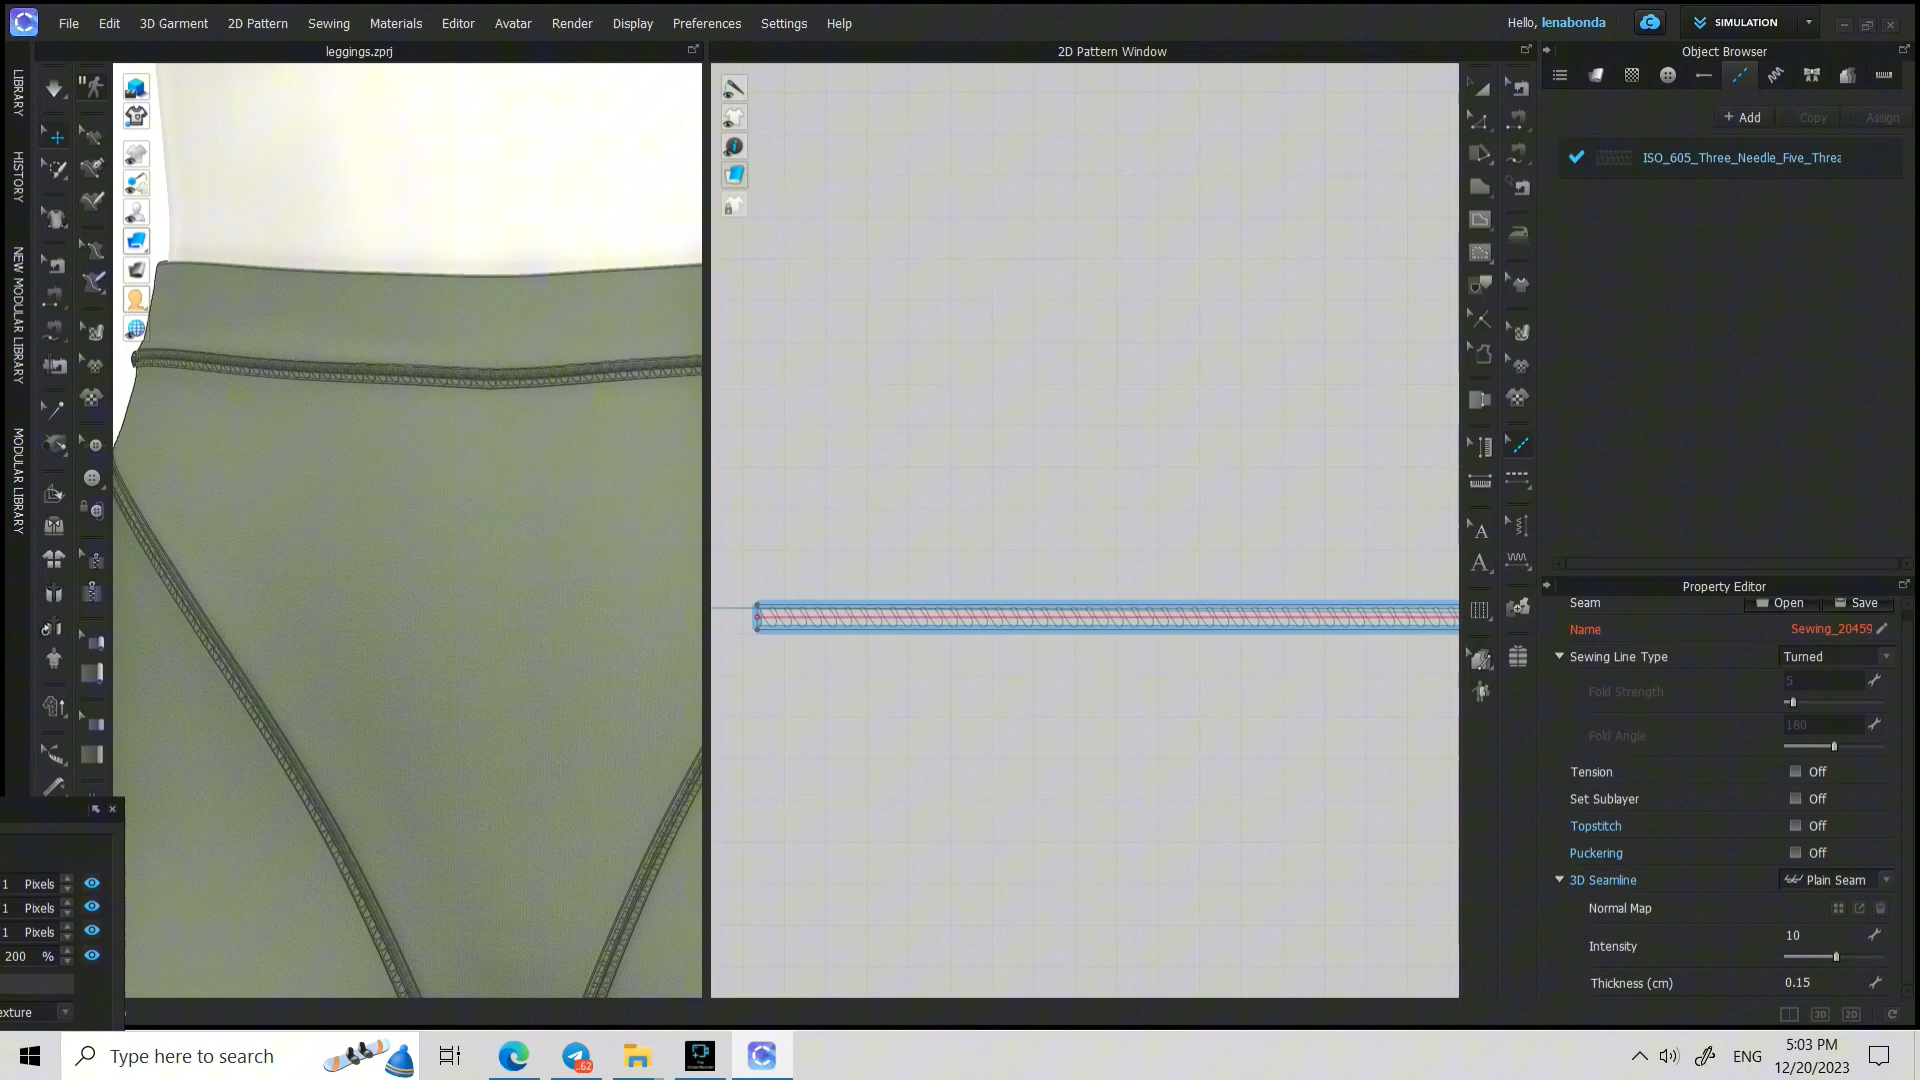 File Edit 3D Garment 2D Pattern Sewing Materials Editor Avatar Render Display Preferences Settings Help
Hello, lenabonda
SIMULATION
leggings.zprj
2D Pattern Window
Object Browser
LIBRARY
HISTORY
NEW MODULAR LIBRARY
MODULAR LIBRARY
+ Add Copy Assign
ISO_605_Three_Needle_Five_Threa
Property Editor
Seam Open Save
Name Sewing_20459
Sewing Line Type Turned
Fold Strength 5
Fold Angle 180
Tension Off
Set Sublayer Off
Topstitch Off
Puckering Off
3D Seamline Plain Seam
Normal Map
Intensity 10
Thickness (cm) 0.15
1 Pixels
1 Pixels
1 Pixels
200 %
exture
3D 2D
Type here to search
..62
ENG
5:03 PM
12/20/2023